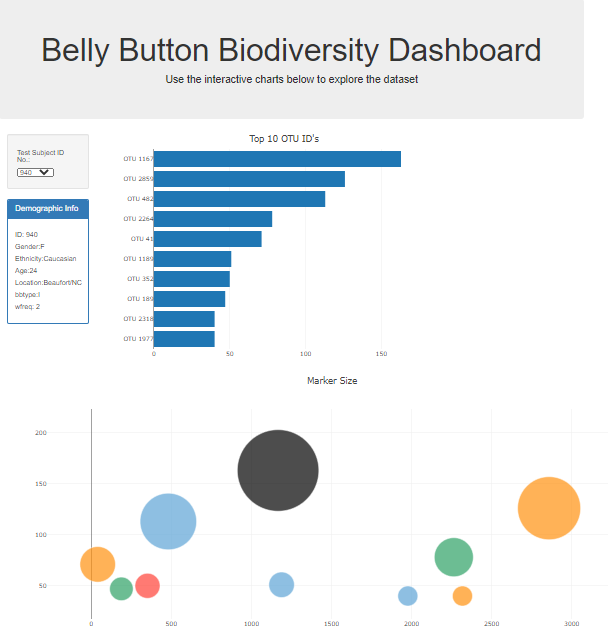 Belly Button Biodiversity Dashboard
Use the interactive charts below to explore the dataset
Test Subject ID
No.:
940
Demographic Info
ID: 940
Gender:F
Ethnicity:Caucasian
Age:24
Location:Beaufort/NC
bbtype:I
wfreq: 2
Top 10 OTU ID's
OTU 1167
OTU 2859
OTU 482
OTU 2264
OTU 41
OTU 1189
OTU 352
OTU 189
OTU 2318
OTU 1977
0 50 100 150
Marker Size
200
150
100
50
0 500 1000 1500 2000 2500 3000